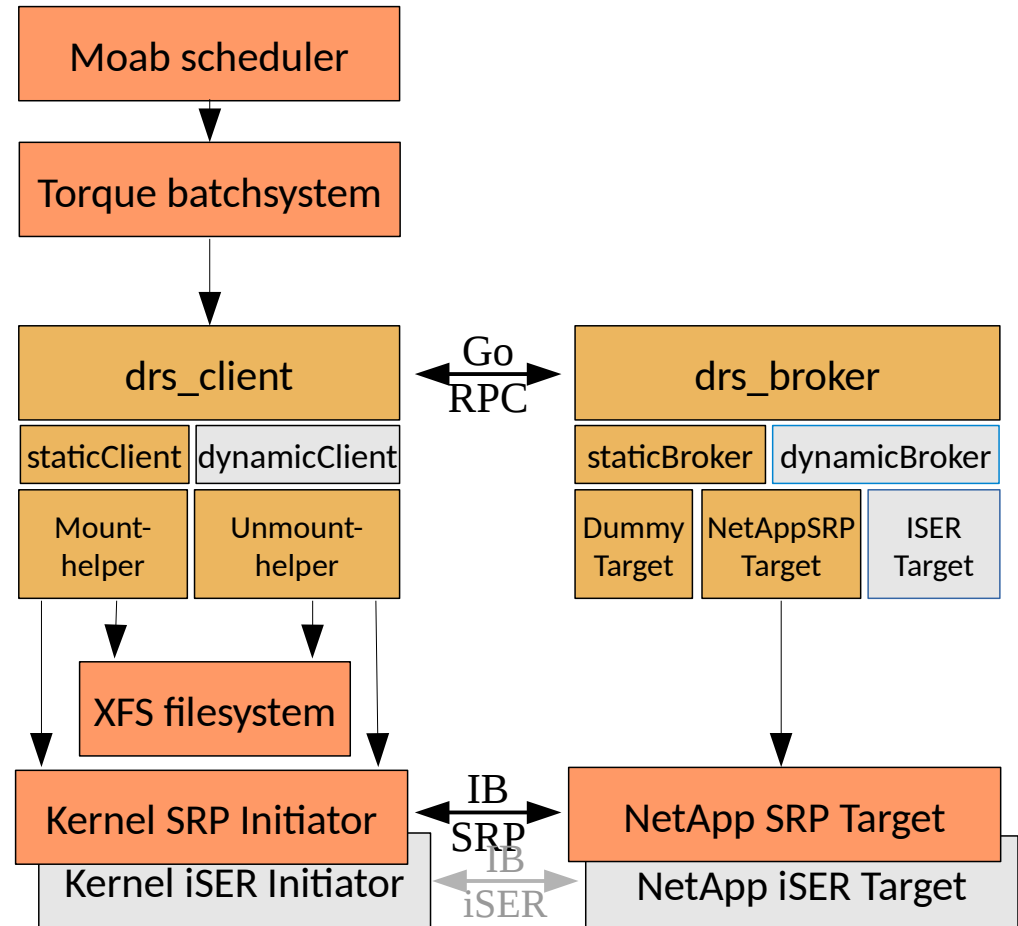 Moab scheduler
Torque batchsystem
drs_client
Go
RPC
drs_broker
staticClient
dynamicClient
staticBroker
dynamicBroker
Mount-
helper
Unmount-
helper
Dummy
Target
NetAppSRP
Target
ISER
Target
XFS filesystem
Kernel SRP Initiator
IB
SRP
NetApp SRP Target
Kernel iSER Initiator
IB
iSER
NetApp iSER Target